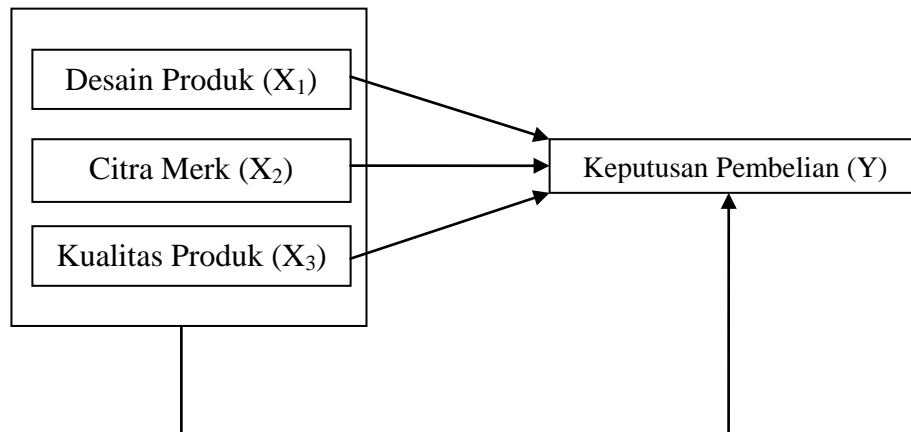 Desain Produk (X₁)
Citra Merk (X₂)
Kualitas Produk (X₃)
Keputusan Pembelian (Y)